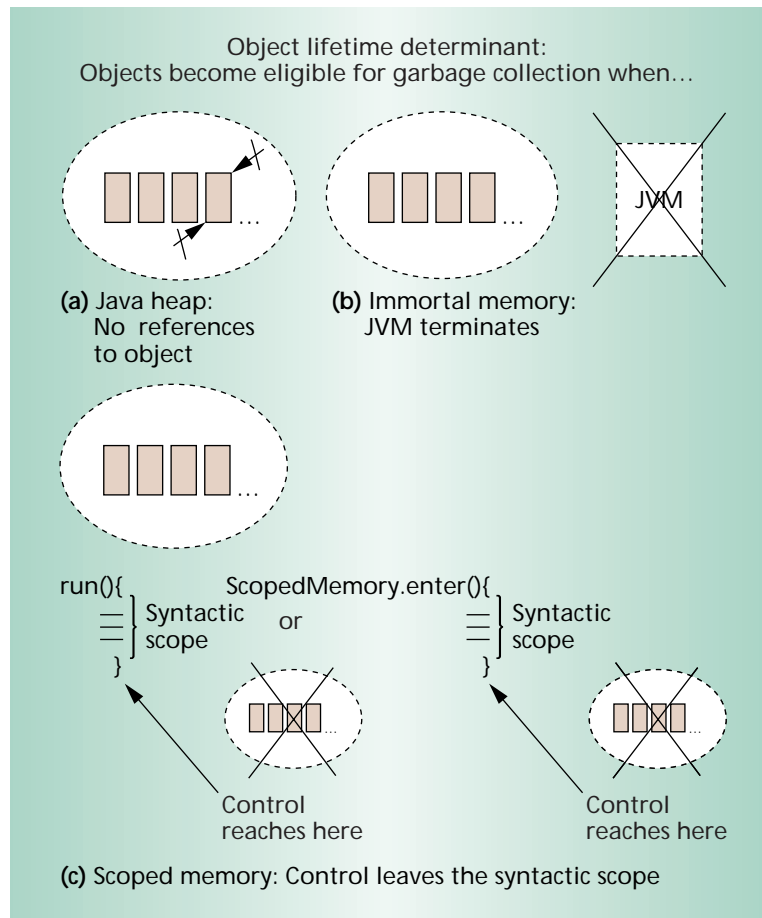 Object lifetime determinant:
Objects become eligible for garbage collection when…
...
...
JVM
(a) Java heap:
No references
to object
(b) Immortal memory:
JVM terminates
...
run(){
Syntactic
scope
}
or
ScopedMemory.enter(){
Syntactic
scope
}
...
...
Control
reaches here
Control
reaches here
(c) Scoped memory: Control leaves the syntactic scope